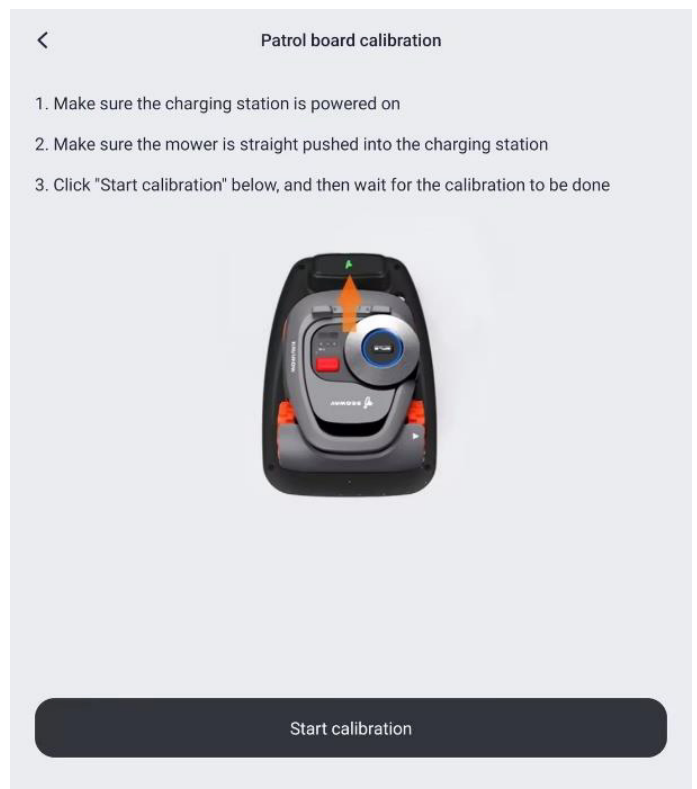 Patrol board calibration
1. Make sure the charging station is powered on
2. Make sure the mower is straight pushed into the charging station
3. Click "Start calibration" below, and then wait for the calibration to be done
SEGWAY
Start calibration